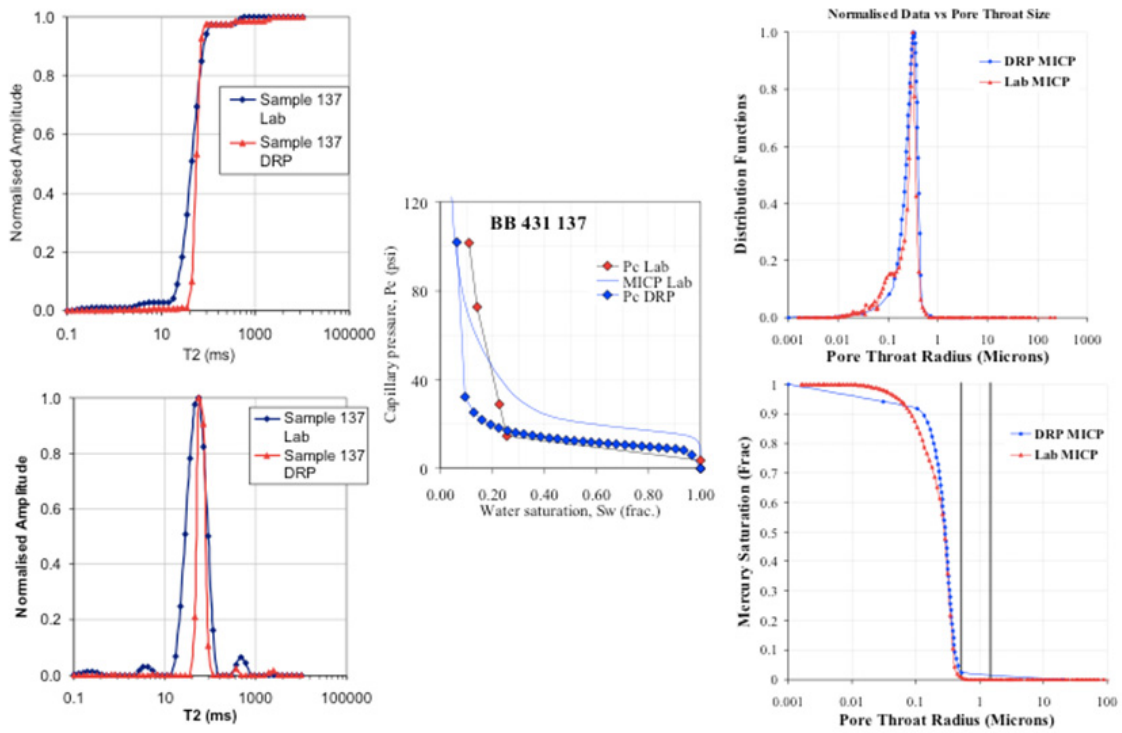 1.0
0.8
0.6
0.4
0.2
0.0
0.1
10
1000
100000
Normalised Amplitude
T2 (ms)
Sample 137
Lab
Sample 137
DRP
1.0
0.8
0.6
0.4
0.2
0.0
0.1
10
1000
100000
Normalised Amplitude
T2 (ms)
Sample 137
Lab
Sample 137
DRP
BB 431 137
120
80
40
0
0.00
0.20
0.40
0.60
0.80
1.00
Capillary pressure, Pc (psi)
Water saturation, Sw (frac.)
Pc Lab
MICP Lab
Pc DRP
Normalised Data vs Pore Throat Size
1.0
0.8
0.6
0.4
0.2
0.0
0.001
0.01
0.1
1
10
100
1000
Distribution Functions
Pore Throat Radius (Microns)
DRP MICP
Lab MICP
1
0.9
0.8
0.7
0.6
0.5
0.4
0.3
0.2
0.1
0
0.001
0.01
0.1
1
10
100
Mercury Saturation (Frac)
Pore Throat Radius (Microns)
DRP MICP
Lab MICP